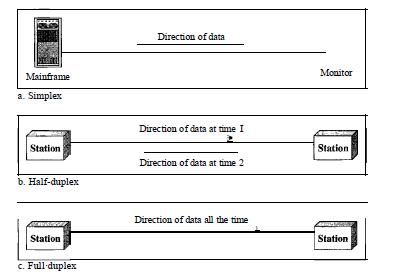 Direction of data
Mainframe
Monitor
a. Simplex
Direction of data at time I
Station
Station
Direction of data at time 2
b. Half-duplex
Direction of data all the time
Station
Station
c. Full·duplex